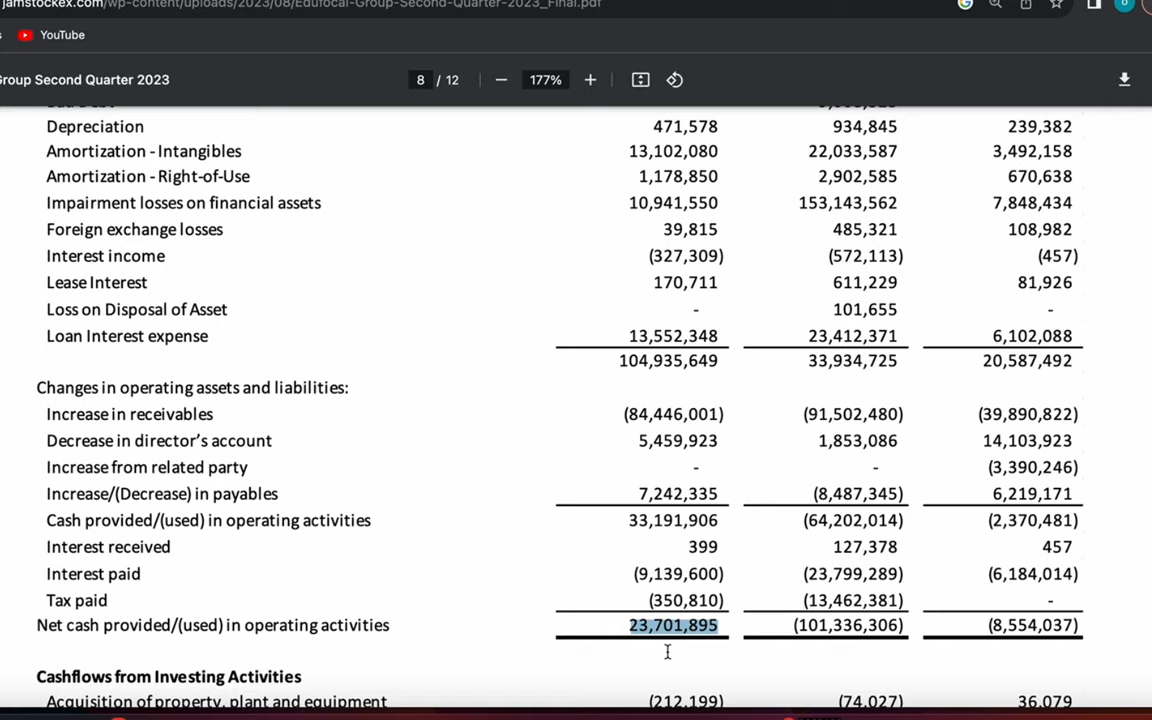 jamstockex.com/wp-content/uploads/2023/08/Edufocal-Group-Second-Quarter-2023_Final.pdf
YouTube
Group Second Quarter 2023 8 / 12 177%
Depreciation 471,578 934,845 239,382
Amortization - Intangibles 13,102,080 22,033,587 3,492,158
Amortization - Right-of-Use 1,178,850 2,902,585 670,638
Impairment losses on financial assets 10,941,550 153,143,562 7,848,434
Foreign exchange losses 39,815 485,321 108,982
Interest income (327,309) (572,113) (457)
Lease Interest 170,711 611,229 81,926
Loss on Disposal of Asset - 101,655 -
Loan Interest expense 13,552,348 23,412,371 6,102,088
104,935,649 33,934,725 20,587,492
Changes in operating assets and liabilities:
Increase in receivables (84,446,001) (91,502,480) (39,890,822)
Decrease in director's account 5,459,923 1,853,086 14,103,923
Increase from related party - - (3,390,246)
Increase/(Decrease) in payables 7,242,335 (8,487,345) 6,219,171
Cash provided/(used) in operating activities 33,191,906 (64,202,014) (2,370,481)
Interest received 399 127,378 457
Interest paid (9,139,600) (23,799,289) (6,184,014)
Tax paid (350,810) (13,462,381) -
Net cash provided/(used) in operating activities 23,701,895 (101,336,306) (8,554,037)
Cashflows from Investing Activities
Acquisition of property, plant and equipment (212,199) (74,027) 36,079